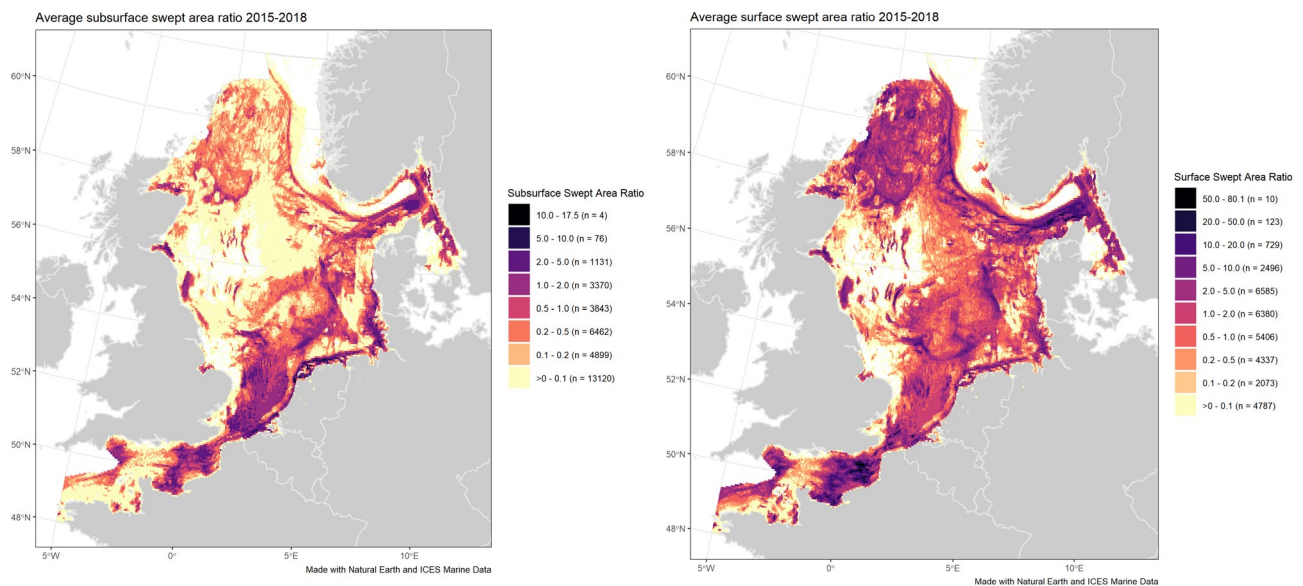 Average subsurface swept area ratio 2015-2018
60°N
58°N
56°N
54°N
52°N
50°N
48°N
5°W
0°
5°E
10°E
Subsurface Swept Area Ratio
10.0 - 17.5 (n = 4)
5.0 - 10.0 (n = 76)
2.0 - 5.0 (n = 1131)
1.0 - 2.0 (n = 3370)
0.5 - 1.0 (n = 3843)
0.2 - 0.5 (n = 6462)
0.1 - 0.2 (n = 4899)
>0 - 0.1 (n = 13120)
Made with Natural Earth and ICES Marine Data
Average surface swept area ratio 2015-2018
60°N
58°N
56°N
54°N
52°N
50°N
48°N
5°W
0°
5°E
10°E
Surface Swept Area Ratio
50.0 - 80.1 (n = 10)
20.0 - 50.0 (n = 123)
10.0 - 20.0 (n = 729)
5.0 - 10.0 (n = 2496)
2.0 - 5.0 (n = 6585)
1.0 - 2.0 (n = 6380)
0.5 - 1.0 (n = 5406)
0.2 - 0.5 (n = 4337)
0.1 - 0.2 (n = 2073)
>0 - 0.1 (n = 4787)
Made with Natural Earth and ICES Marine Data